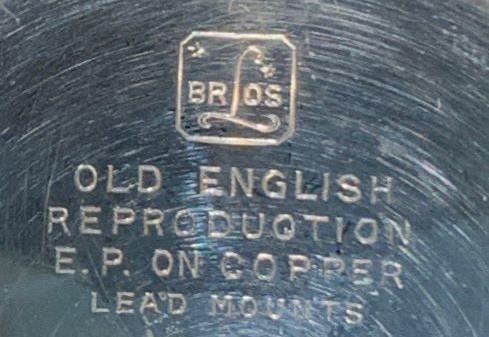 BR L OS
OLD ENGLISH
REPRODUCTION
E.P. ON COPPER
LEAD MOUNTS